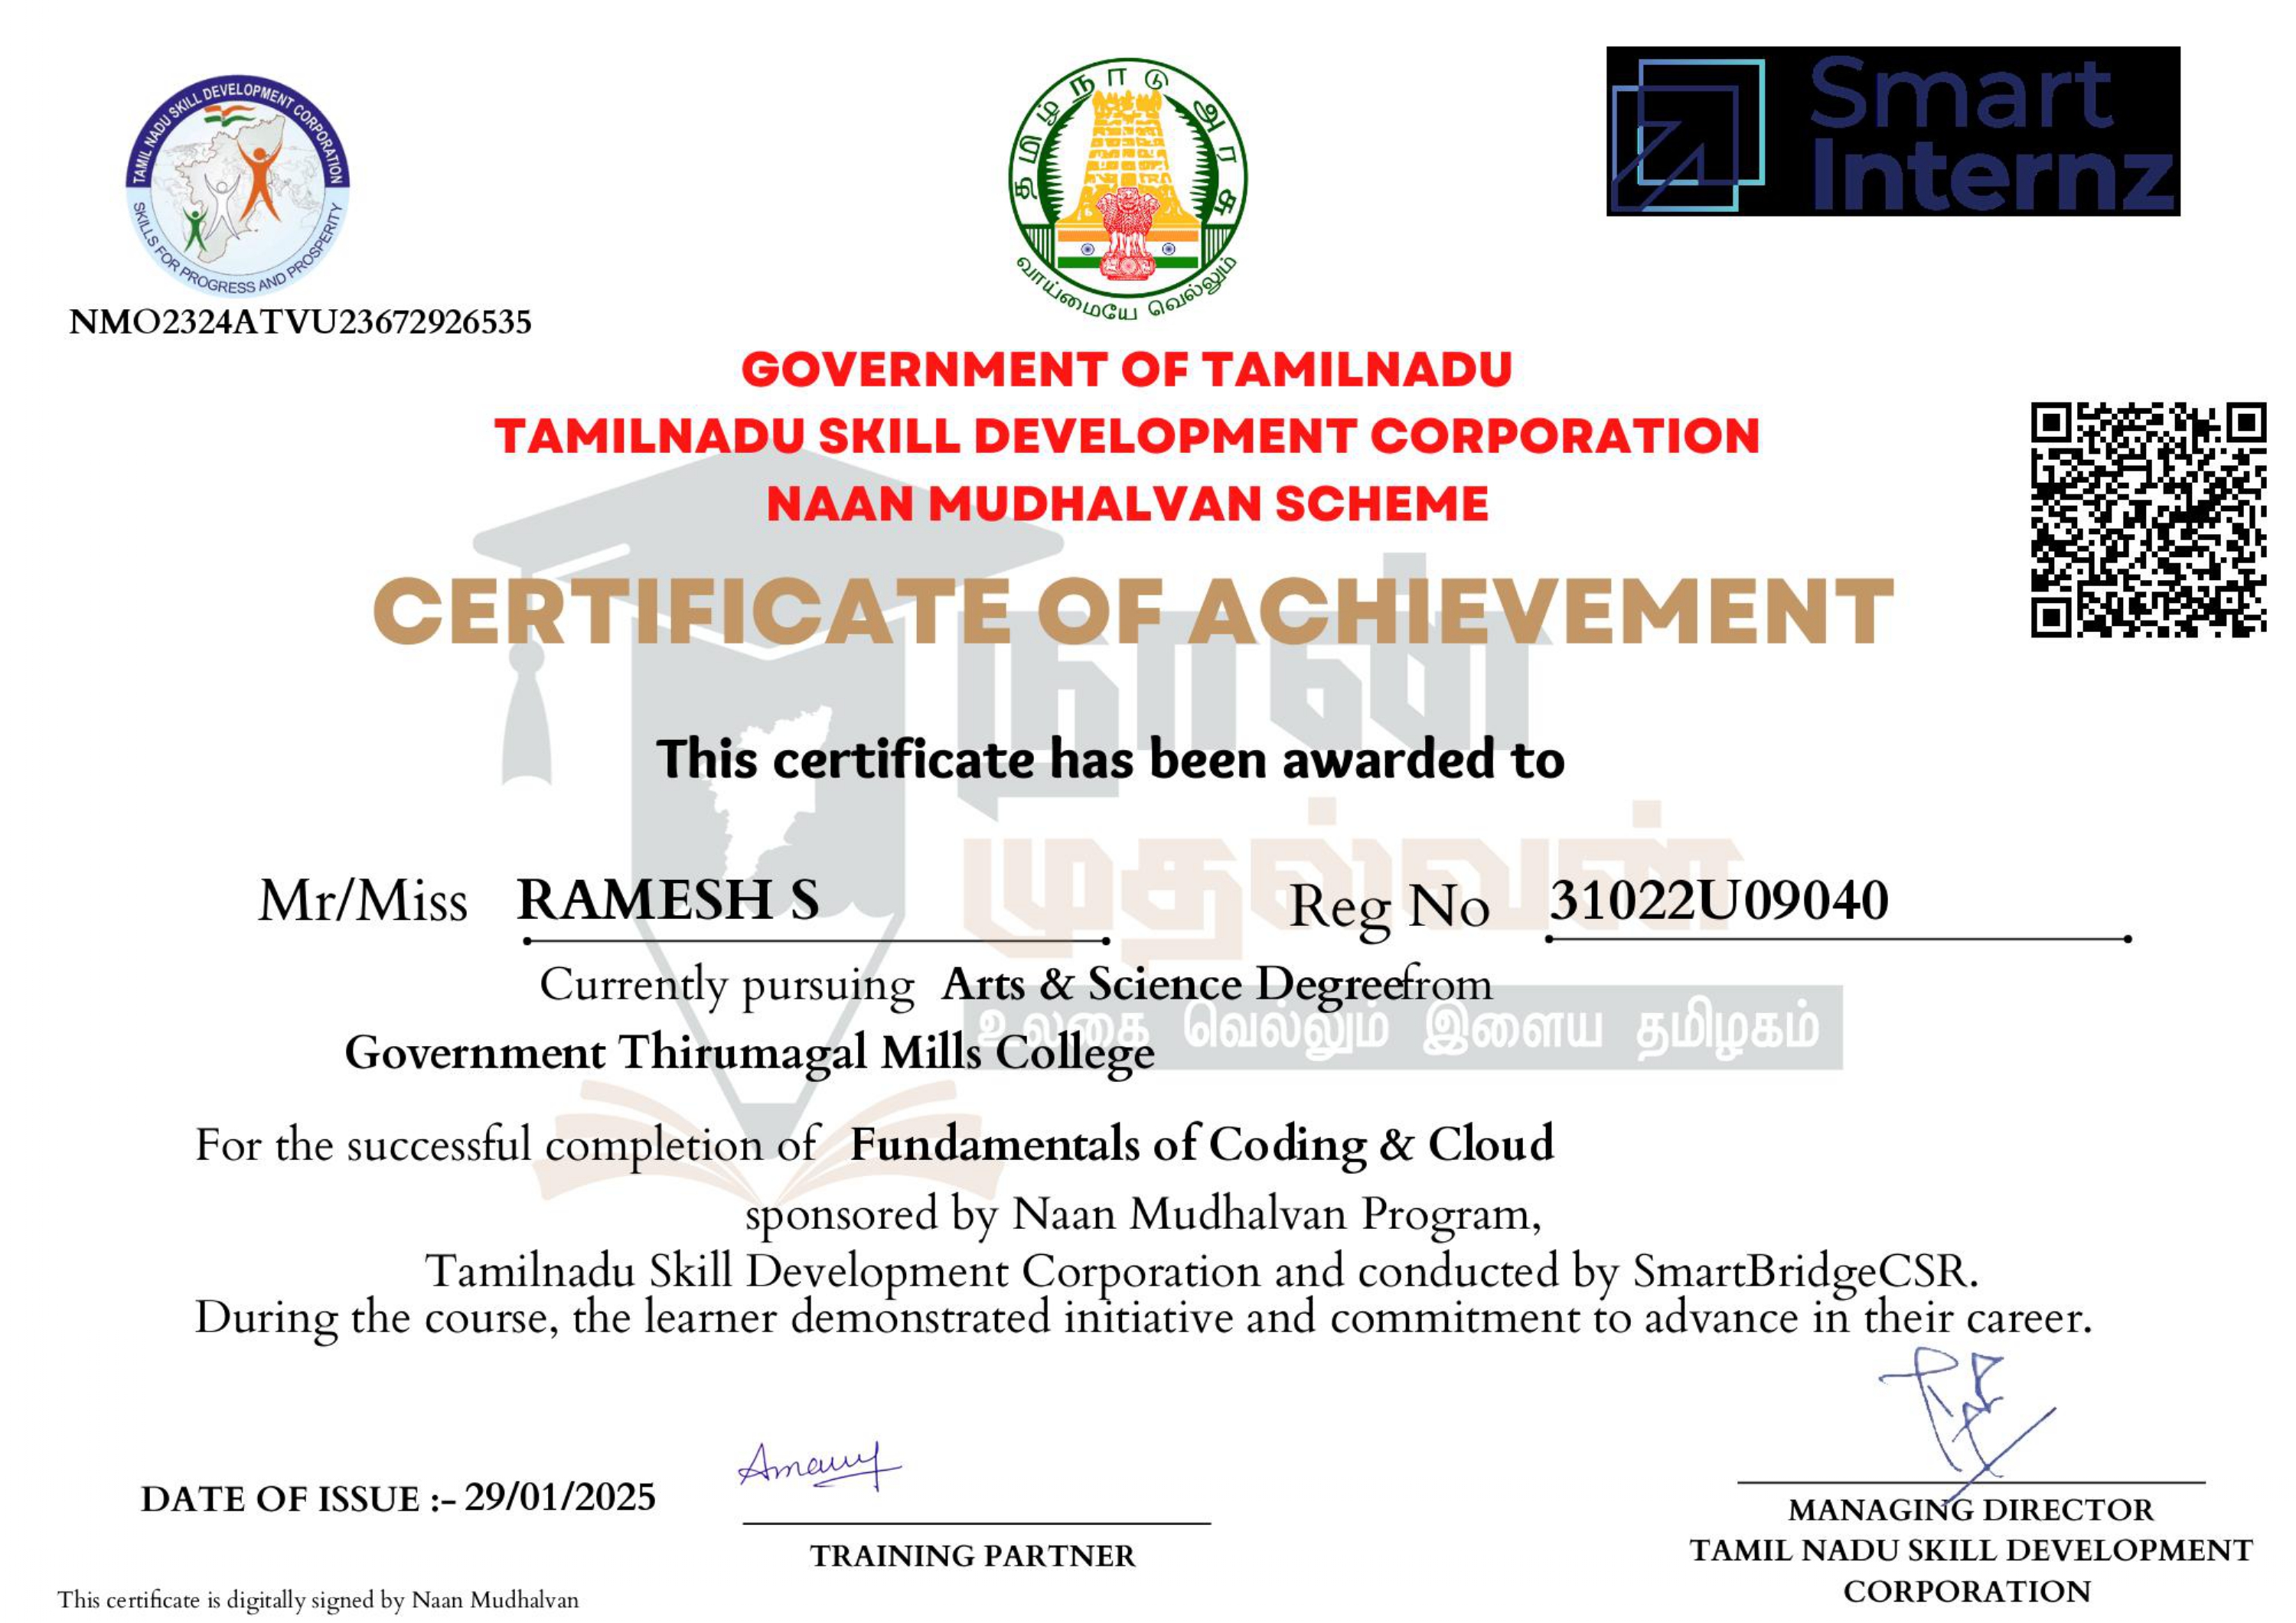 TAMIL NADU SKILL DEVELOPMENT CORPORATION
SKILLS FOR PROGRESS AND PROSPERITY
தமிழ் நாடு அரசு
வாய்மையே வெல்லும்
Smart
Internz
NMO2324ATVU23672926535
GOVERNMENT OF TAMILNADU
TAMILNADU SKILL DEVELOPMENT CORPORATION
NAAN MUDHALVAN SCHEME
CERTIFICATE OF ACHIEVEMENT
நான்
This certificate has been awarded to
முதல்வன்
Mr/Miss RAMESH S Reg No 31022U09040
Currently pursuing Arts & Science Degreefrom
உலகை வெல்லும் இளைய தமிழகம்
Government Thirumagal Mills College
For the successful completion of Fundamentals of Coding & Cloud
sponsored by Naan Mudhalvan Program,
Tamilnadu Skill Development Corporation and conducted by SmartBridgeCSR.
During the course, the learner demonstrated initiative and commitment to advance in their career.
DATE OF ISSUE :- 29/01/2025
TRAINING PARTNER
MANAGING DIRECTOR
TAMIL NADU SKILL DEVELOPMENT
CORPORATION
This certificate is digitally signed by Naan Mudhalvan